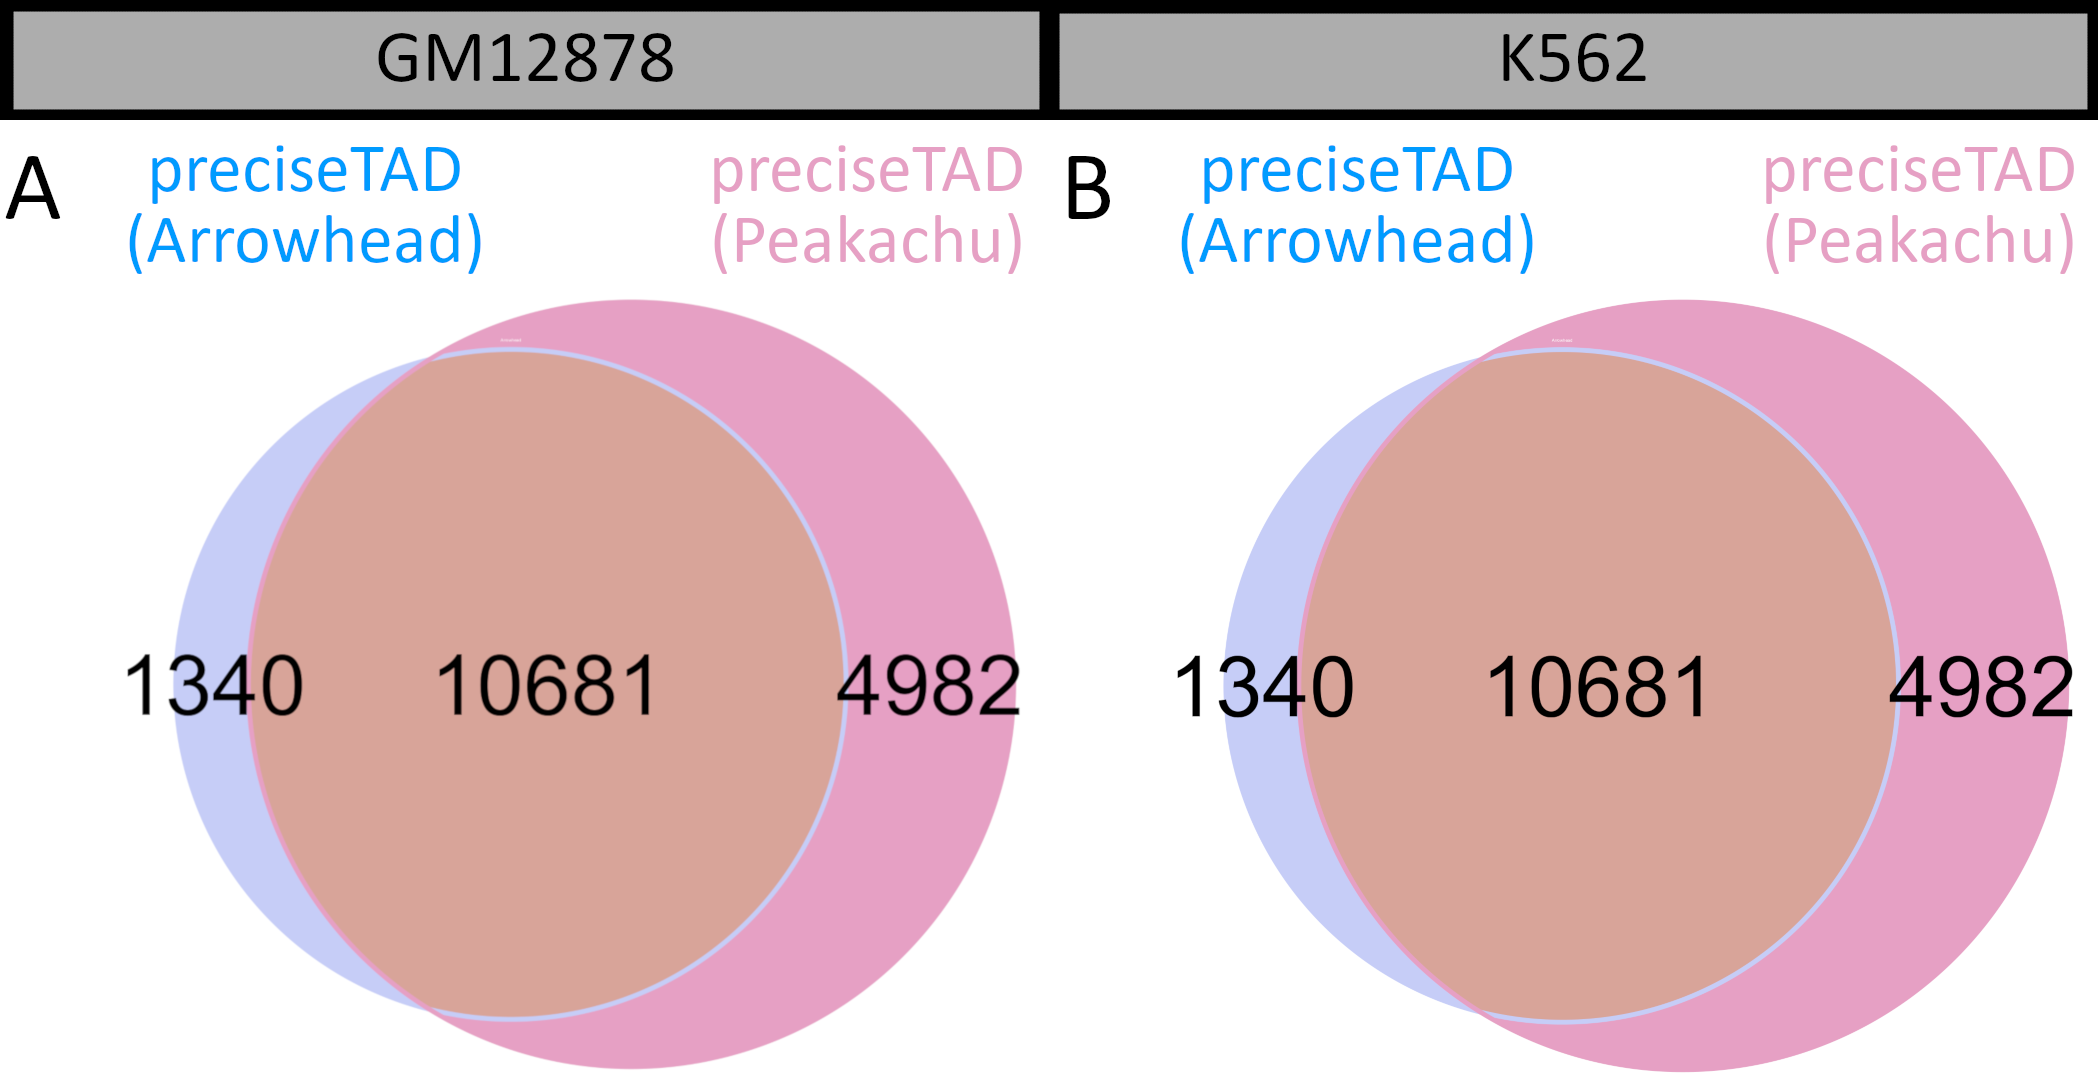 GM12878
K562
A
preciseTAD
(Arrowhead)
preciseTAD
(Peakachu)
1340
10681
4982
B
preciseTAD
(Arrowhead)
preciseTAD
(Peakachu)
1340
10681
4982